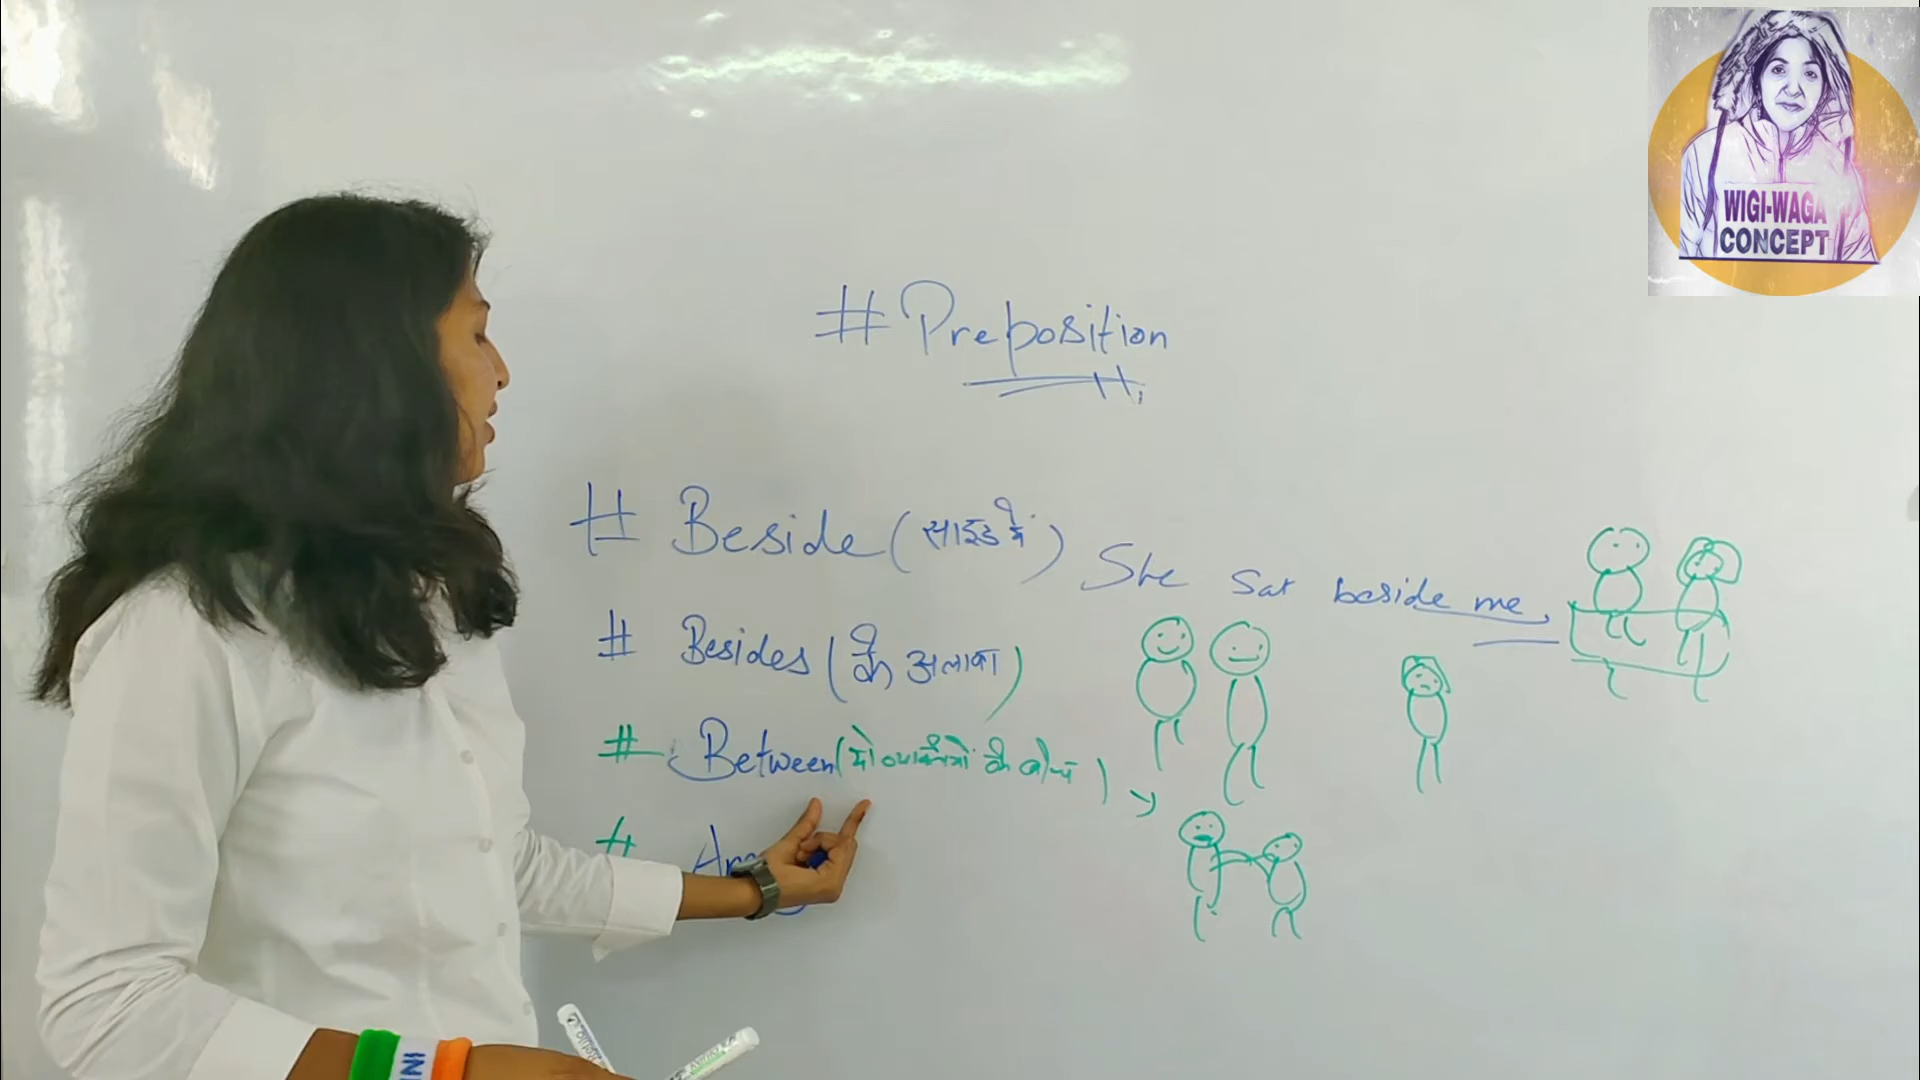 WIGI-WAGA
CONCEPT
# Preposition
# Beside (साइड में) She sat beside me.
# Besides (के अलावा)
# Between (दो व्यक्तियों के बीच)
#